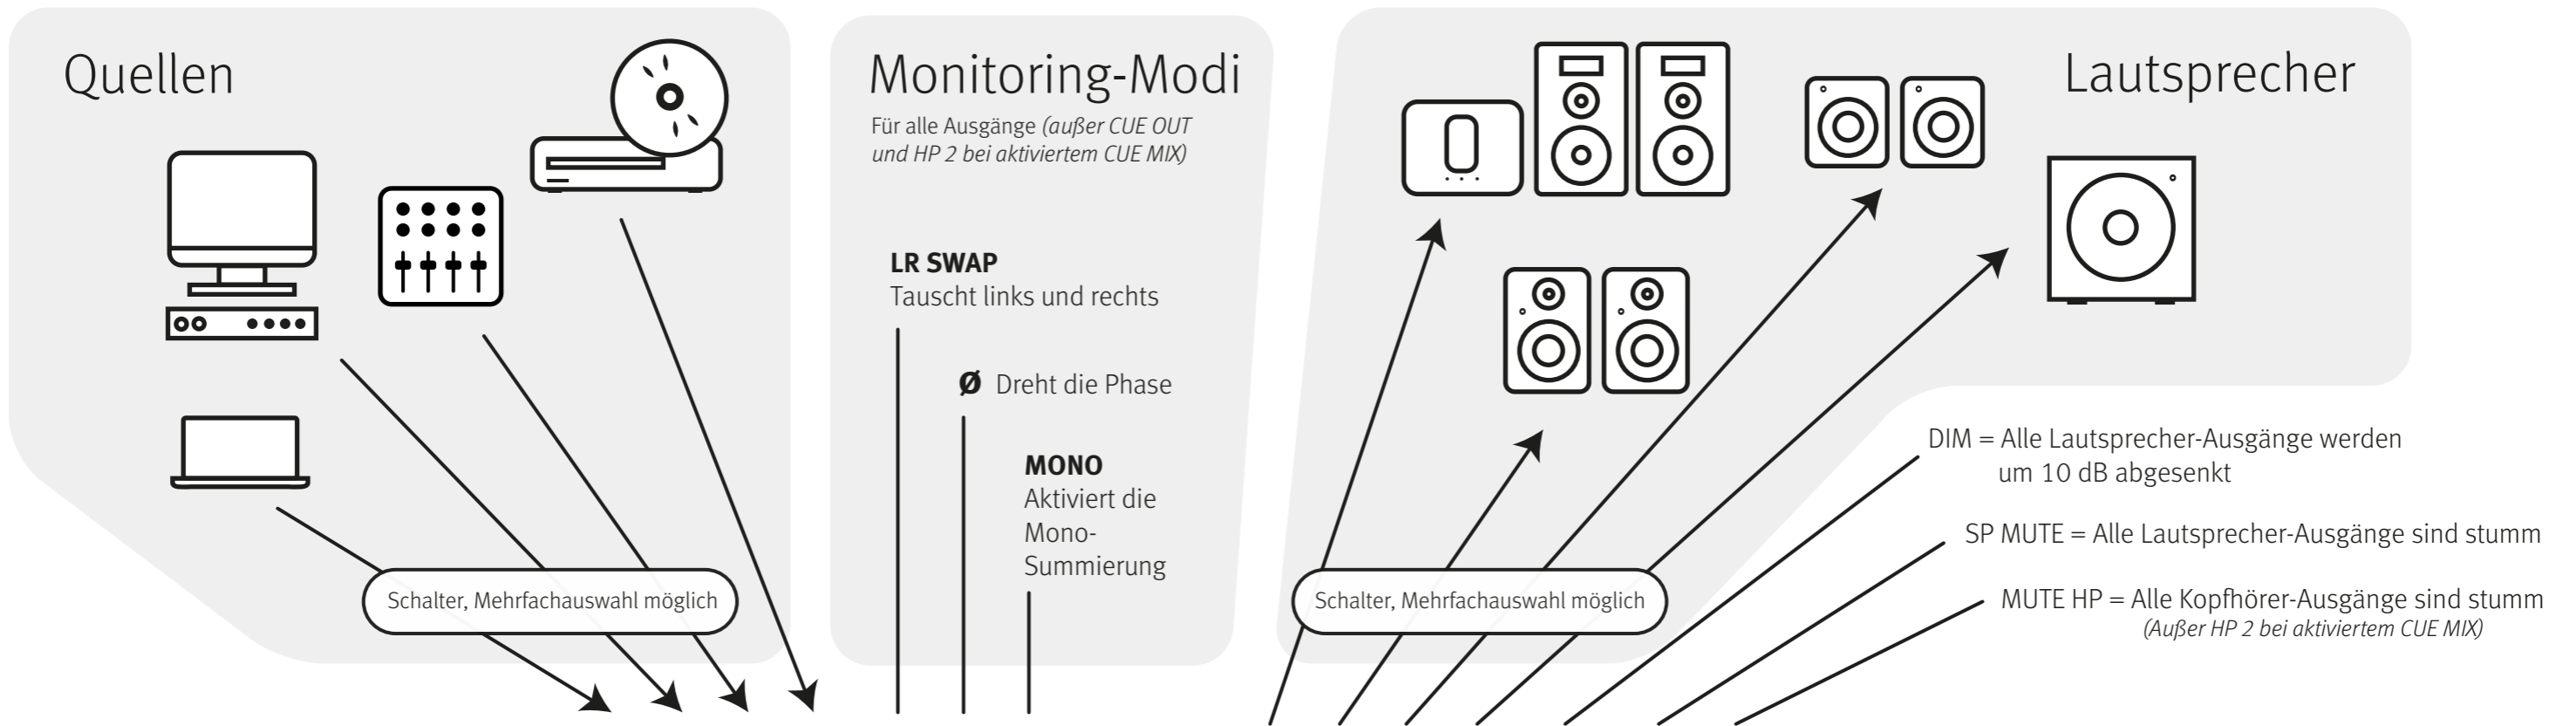 Quellen
Schalter, Mehrfachauswahl möglich
Monitoring-Modi
Für alle Ausgänge (außer CUE OUT
und HP 2 bei aktiviertem CUE MIX)
LR SWAP
Tauscht links und rechts
Ø Dreht die Phase
MONO
Aktiviert die
Mono-
Summierung
Lautsprecher
Schalter, Mehrfachauswahl möglich
DIM = Alle Lautsprecher-Ausgänge werden
um 10 dB abgesenkt
SP MUTE = Alle Lautsprecher-Ausgänge sind stumm
MUTE HP = Alle Kopfhörer-Ausgänge sind stumm
(Außer HP 2 bei aktiviertem CUE MIX)